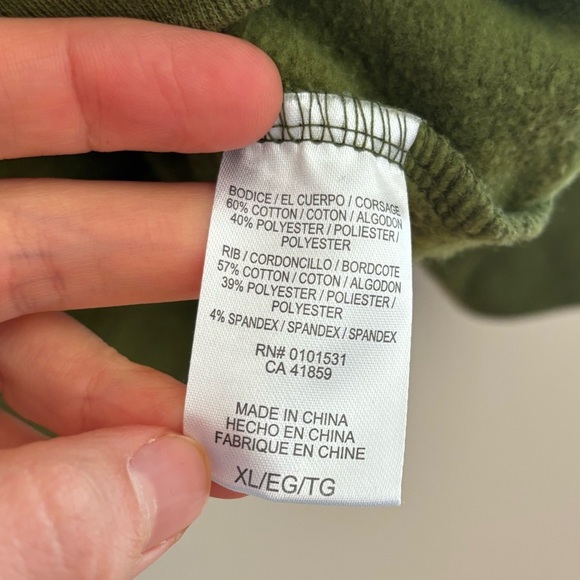 BODICE / EL CUERPO / CORSAGE
60% COTTON / COTON / ALGODON
40% POLYESTER / POLIESTER /
POLYESTER
RIB / CORDONCILLO / BORDCOTE
57% COTTON / COTON / ALGODON
39% POLYESTER / POLIESTER /
POLYESTER
4% SPANDEX / SPANDEX / SPANDEX
RN# 0101531
CA 41859
MADE IN CHINA
HECHO EN CHINA
FABRIQUE EN CHINE
XL/EG/TG